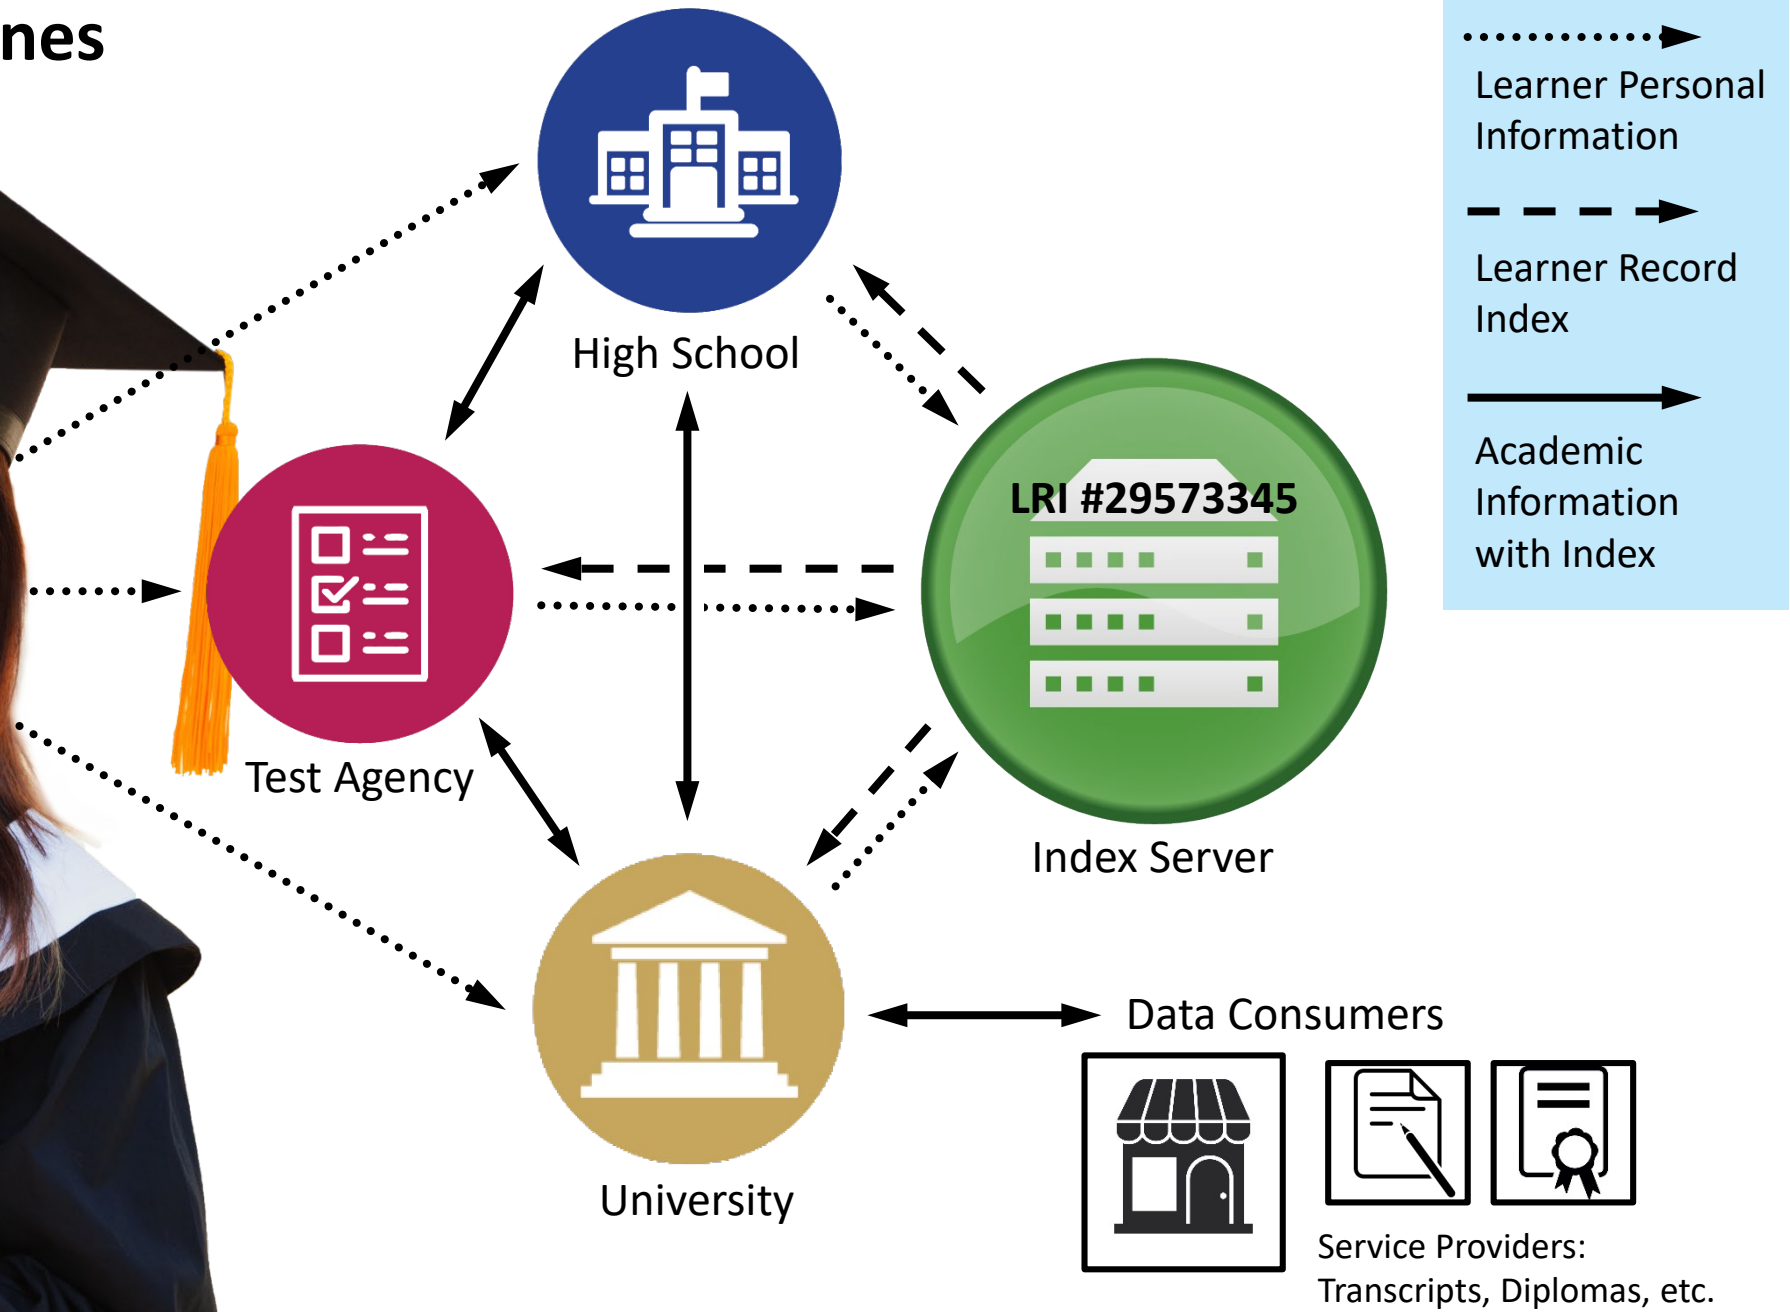 nes
Learner Personal
Information
Learner Record
Index
Academic
Information
with Index
High School
LRI #29573345
Test Agency
Index Server
Data Consumers
University
Service Providers:
Transcripts, Diplomas, etc.